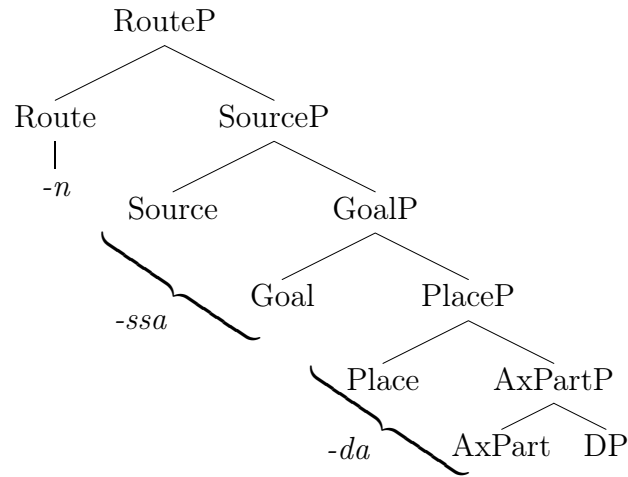 RouteP
Route SourceP
-n
Source GoalP
-ssa
Goal PlaceP
Place AxPartP
-da
AxPart DP